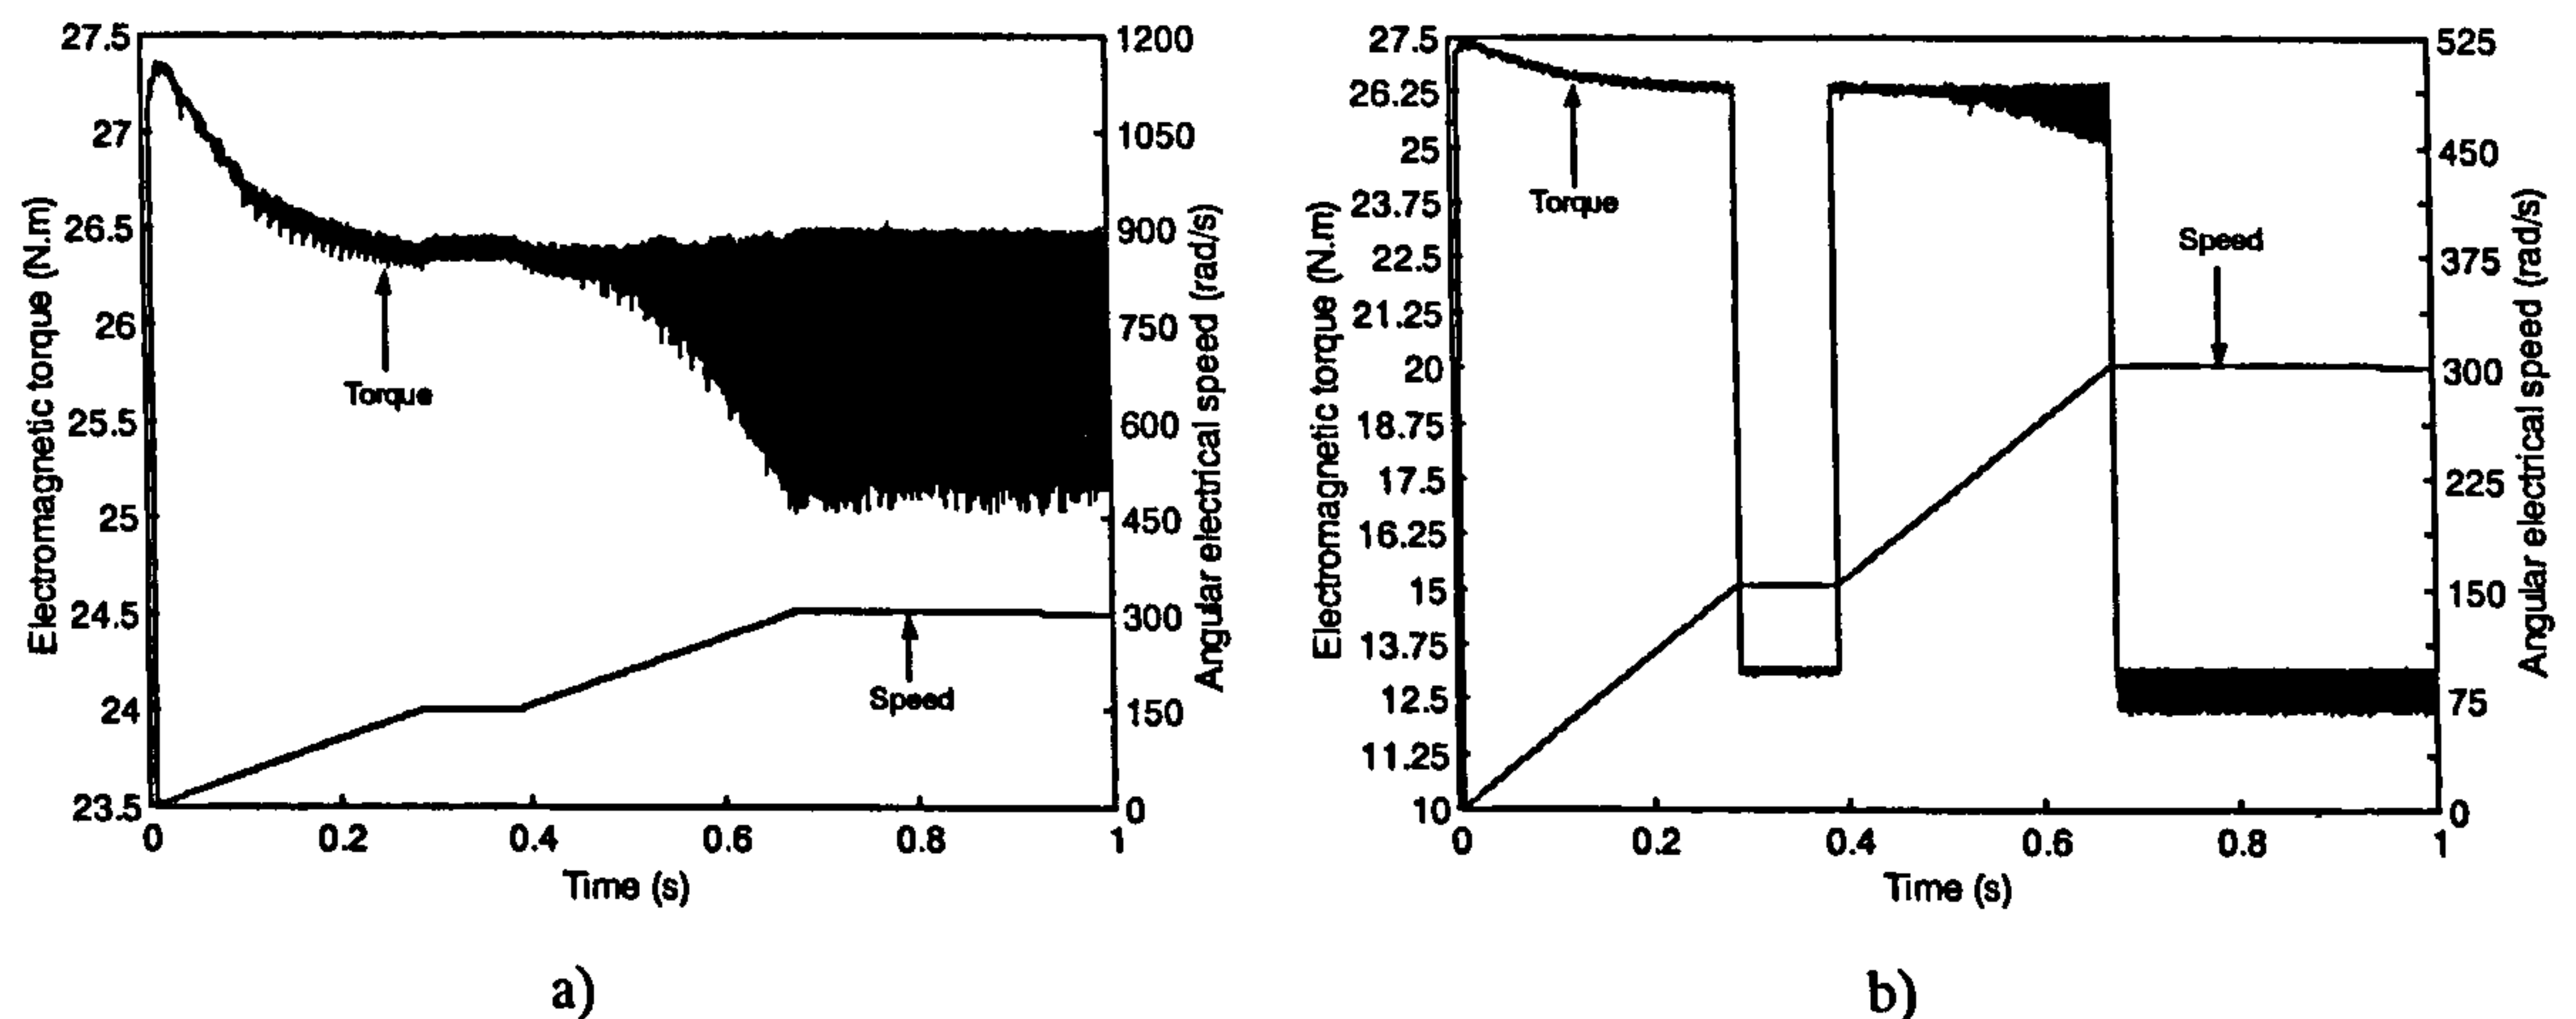 27.5
27
26.5
26
25.5
25
24.5
24
23.5
Electromagnetic torque (N.m)
1200
1050
900
750
600
450
300
150
0
Angular electrical speed (rad/s)
Torque
Speed
0 0.2 0.4 0.6 0.8 1
Time (s)
a)
27.5
26.25
25
23.75
22.5
21.25
20
18.75
17.5
16.25
15
13.75
12.5
11.25
10
Electromagnetic torque (N.m)
525
450
375
300
225
150
75
0
Angular electrical speed (rad/s)
Torque
Speed
0 0.2 0.4 0.6 0.8 1
Time (s)
b)